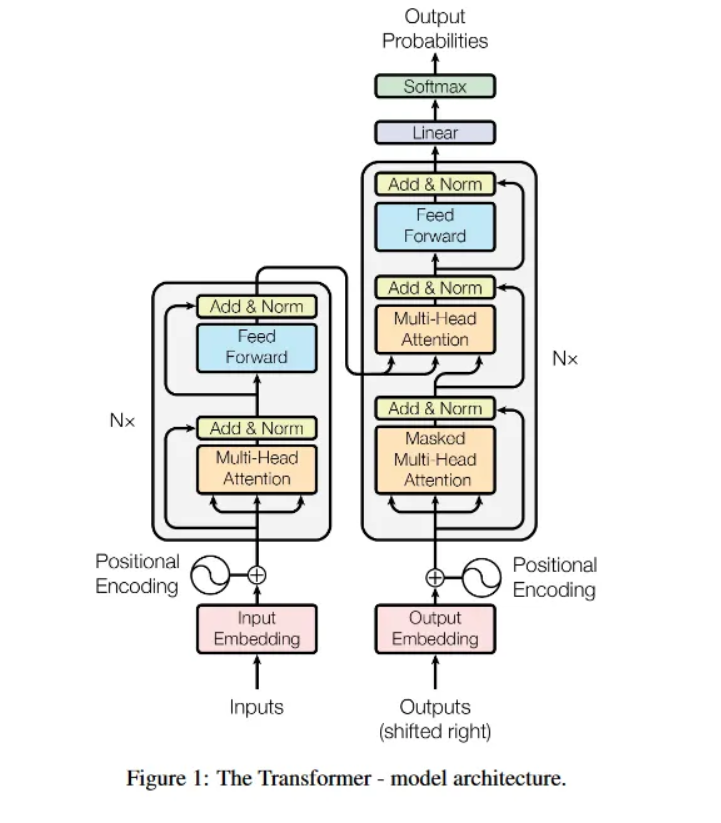 Output
Probabilities
Softmax
Linear
Add & Norm
Feed
Forward
Add & Norm
Multi-Head
Attention
Add & Norm
Masked
Multi-Head
Attention
Nx
Add & Norm
Feed
Forward
Add & Norm
Multi-Head
Attention
Nx
Positional
Encoding
Positional
Encoding
Input
Embedding
Output
Embedding
Inputs
Outputs
(shifted right)
Figure 1: The Transformer - model architecture.